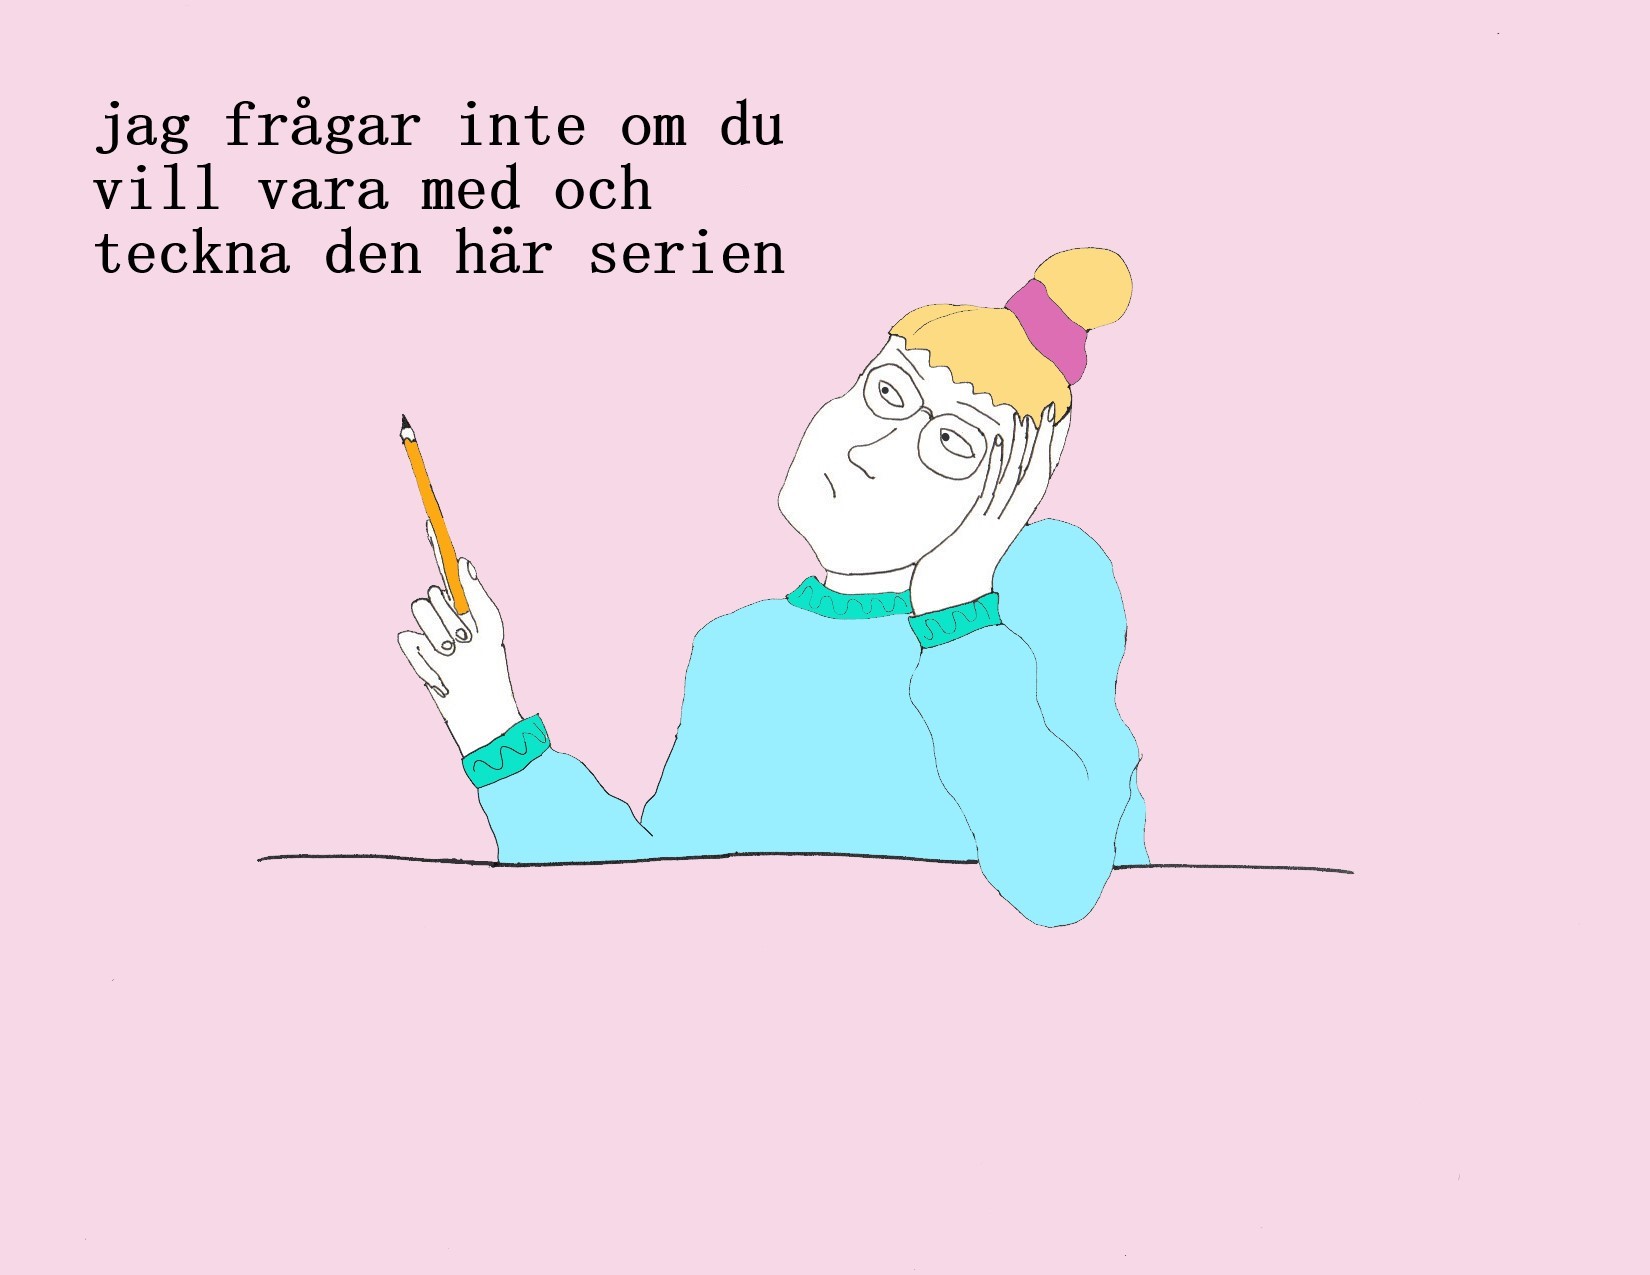 jag frågar inte om du
vill vara med och
teckna den här serien